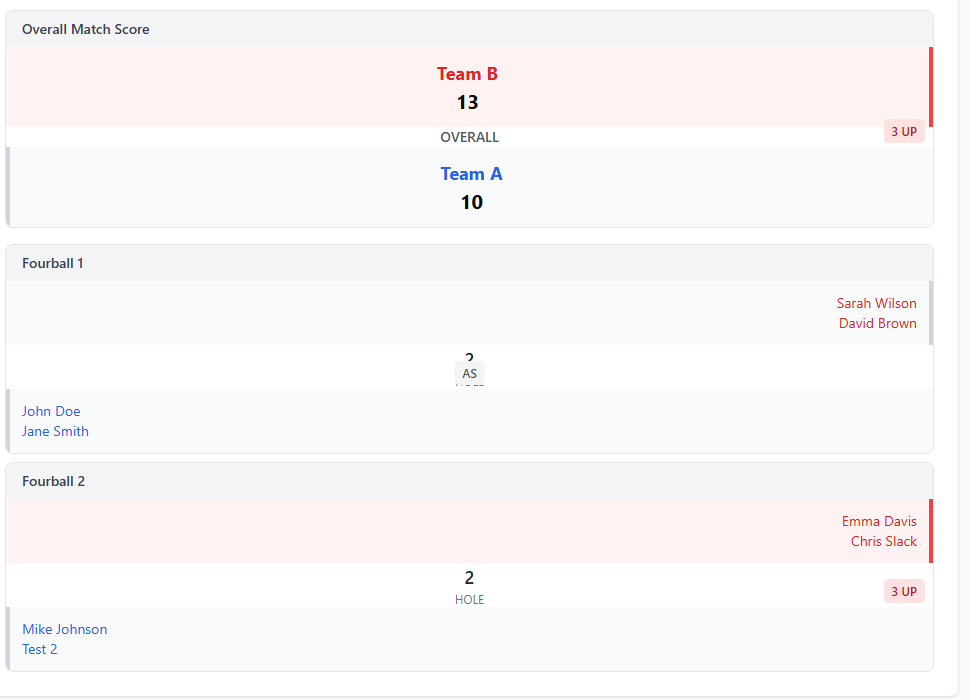 Overall Match Score
Team B
13
OVERALL
3 UP
Team A
10
Fourball 1
Sarah Wilson
David Brown
2
AS
John Doe
Jane Smith
Fourball 2
Emma Davis
Chris Slack
2
HOLE
3 UP
Mike Johnson
Test 2